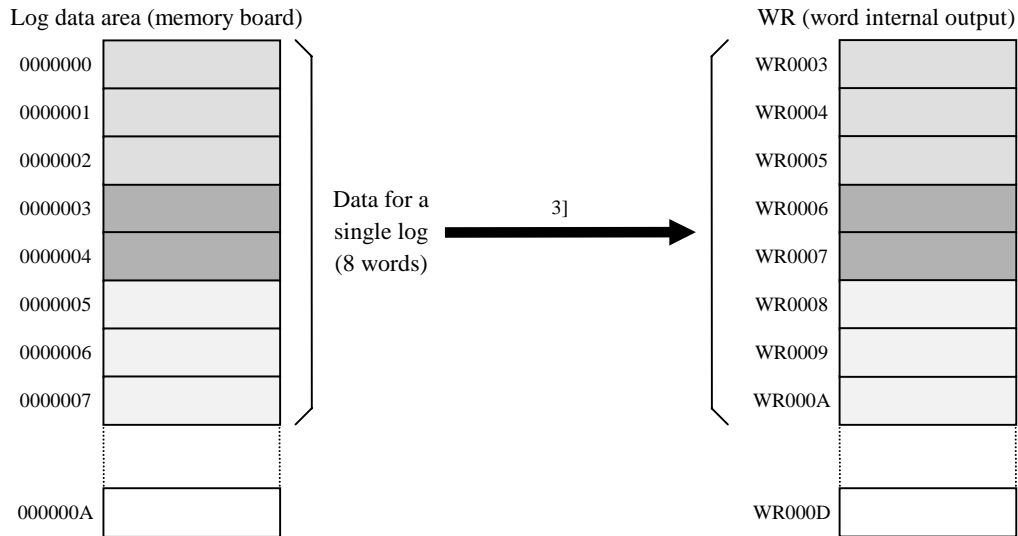 Log data area (memory board)
WR (word internal output)
0000000
WR0003
0000001
WR0004
0000002
WR0005
0000003
Data for a
3]
WR0006
single log
0000004
(8 words)
WR0007
0000005
WR0008
0000006
WR0009
0000007
WR000A
000000A
WR000D